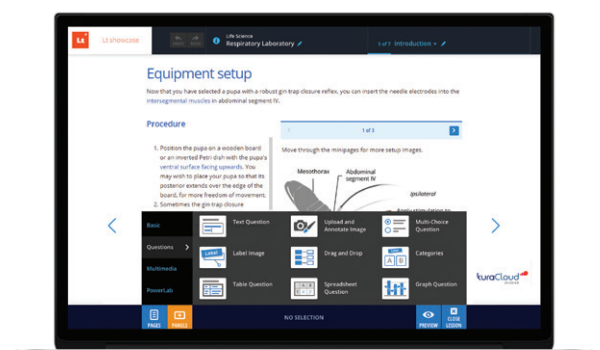 Lt
Lt showcase
Life Science
Respiratory Laboratory
1 of 7 Introduction
Equipment setup
Now that you have selected a pupa with a robust gin trap closure reflex, you can insert the needle electrodes into the
intersegmental muscles in abdominal segment IV.
Procedure
1. Position the pupa on a wooden board
or an inverted Petri dish with the pupa's
ventral surface facing upwards. You
may wish to place your pupa so that its
posterior extends over the edge of the
board, for more freedom of movement.
2. Sometimes the gin trap closure
1 of 3
Move through the minipages for more setup images.
Mesothorax
Abdominal
segment IV
Ipsilateral
Basic
Questions
Multimedia
PowerLab
Text Question
Upload and
Annotate Image
Multi-Choice
Question
Label Image
Drag and Drop
Categories
Table Question
Spreadsheet
Question
Graph Question
kuraCloud
PAGES
PANELS
NO SELECTION
PREVIEW
CLOSE
LESSON